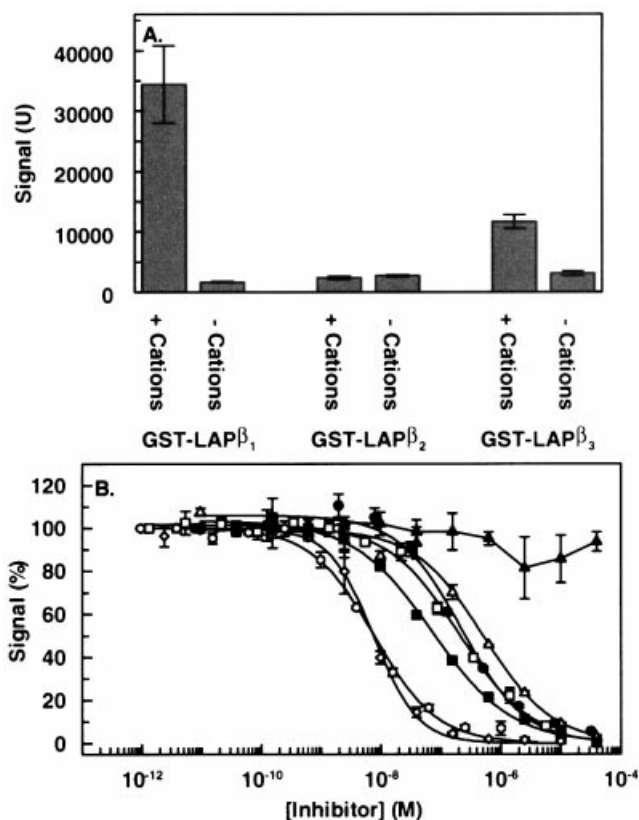 A.
Signal (U)
40000
30000
20000
10000
0
+ Cations
- Cations
+ Cations
- Cations
+ Cations
- Cations
GST-LAPβ1
GST-LAPβ2
GST-LAPβ3
B.
Signal (%)
120
100
80
60
40
20
0
10-12
10-10
10-8
10-6
10-4
[Inhibitor] (M)